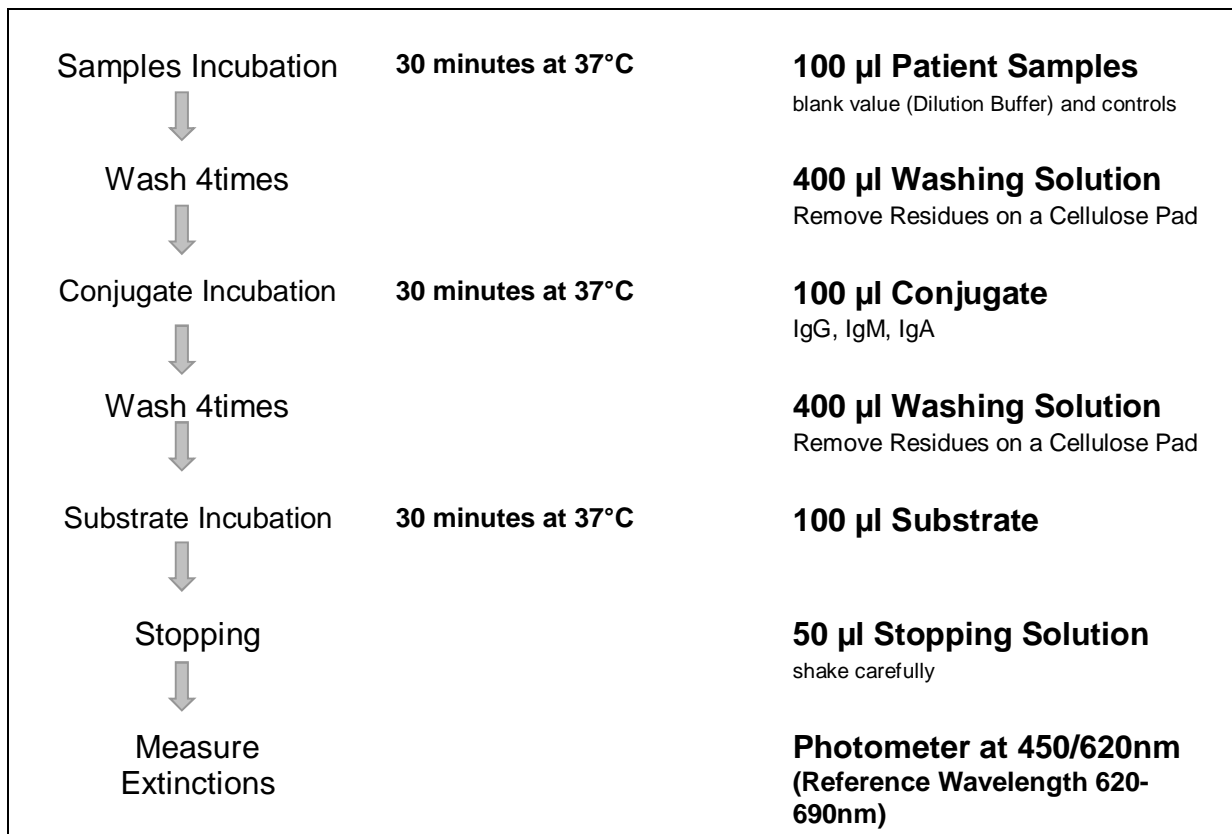 Samples Incubation 30 minutes at 37°C 100 µl Patient Samples
blank value (Dilution Buffer) and controls
Wash 4times 400 µl Washing Solution
Remove Residues on a Cellulose Pad
Conjugate Incubation 30 minutes at 37°C 100 µl Conjugate
IgG, IgM, IgA
Wash 4times 400 µl Washing Solution
Remove Residues on a Cellulose Pad
Substrate Incubation 30 minutes at 37°C 100 µl Substrate
Stopping 50 µl Stopping Solution
shake carefully
Measure Photometer at 450/620nm
Extinctions (Reference Wavelength 620-
690nm)